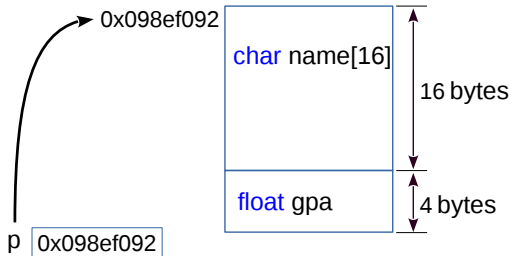 0x098ef092
char name[16]
16 bytes
float gpa
4 bytes
p 0x098ef092